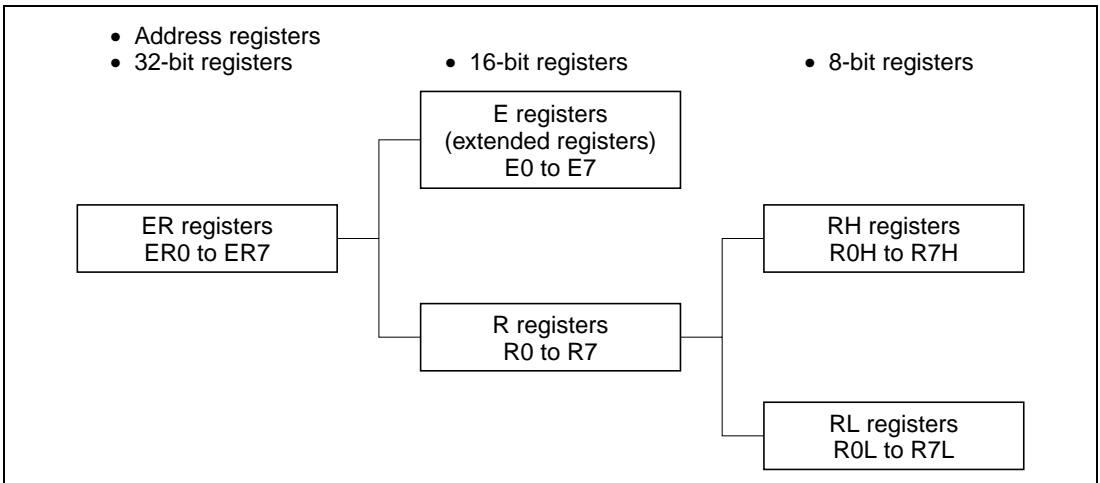 • Address registers
• 32-bit registers
• 16-bit registers
• 8-bit registers
E registers
(extended registers)
E0 to E7
ER registers
ER0 to ER7
RH registers
R0H to R7H
R registers
R0 to R7
RL registers
R0L to R7L